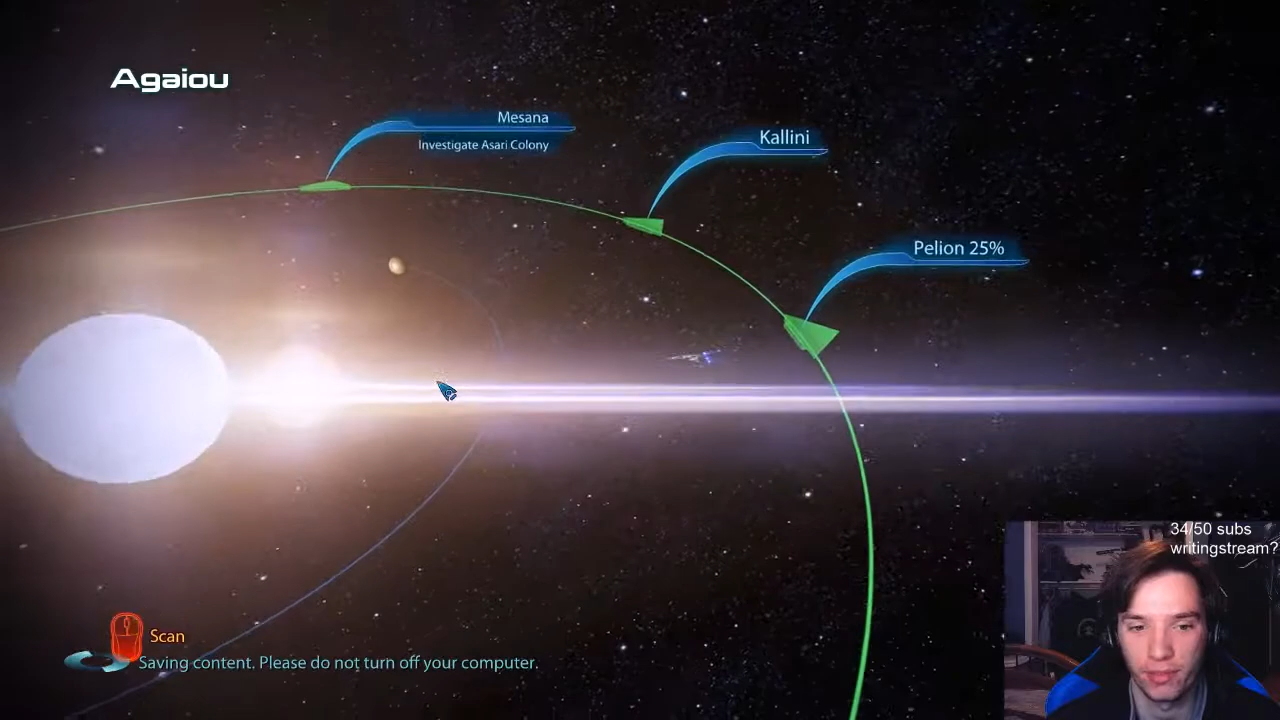 Agaiou
Mesana
Investigate Asari Colony
Kallini
Pelion 25%
34/50 subs
writingstream?
Scan
Saving content. Please do not turn off your computer.